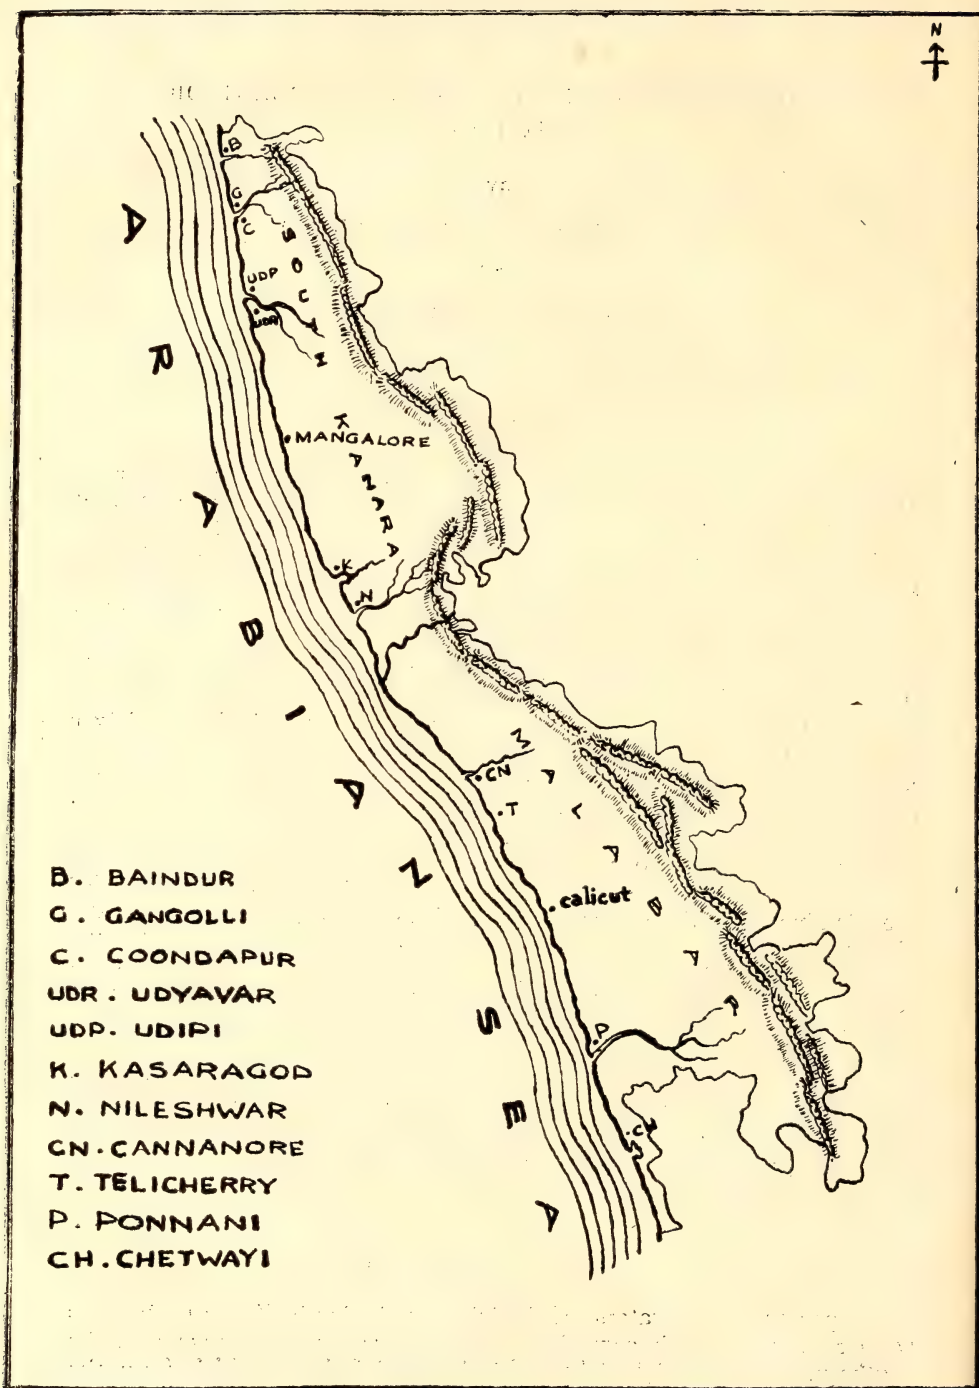 N
B
G
C
SOUTH
UDP
UDR
KANARA
MANGALORE
K
N
ARABIAN SEA
MALABAR
CN
T
calicut
P
CH
B. BAINDUR
G. GANGOLLI
C. COONDAPUR
UDR. UDYAVAR
UDP. UDIPI
K. KASARAGOD
N. NILESHWAR
CN. CANNANORE
T. TELICHERRY
P. PONNANI
CH. CHETWAYI